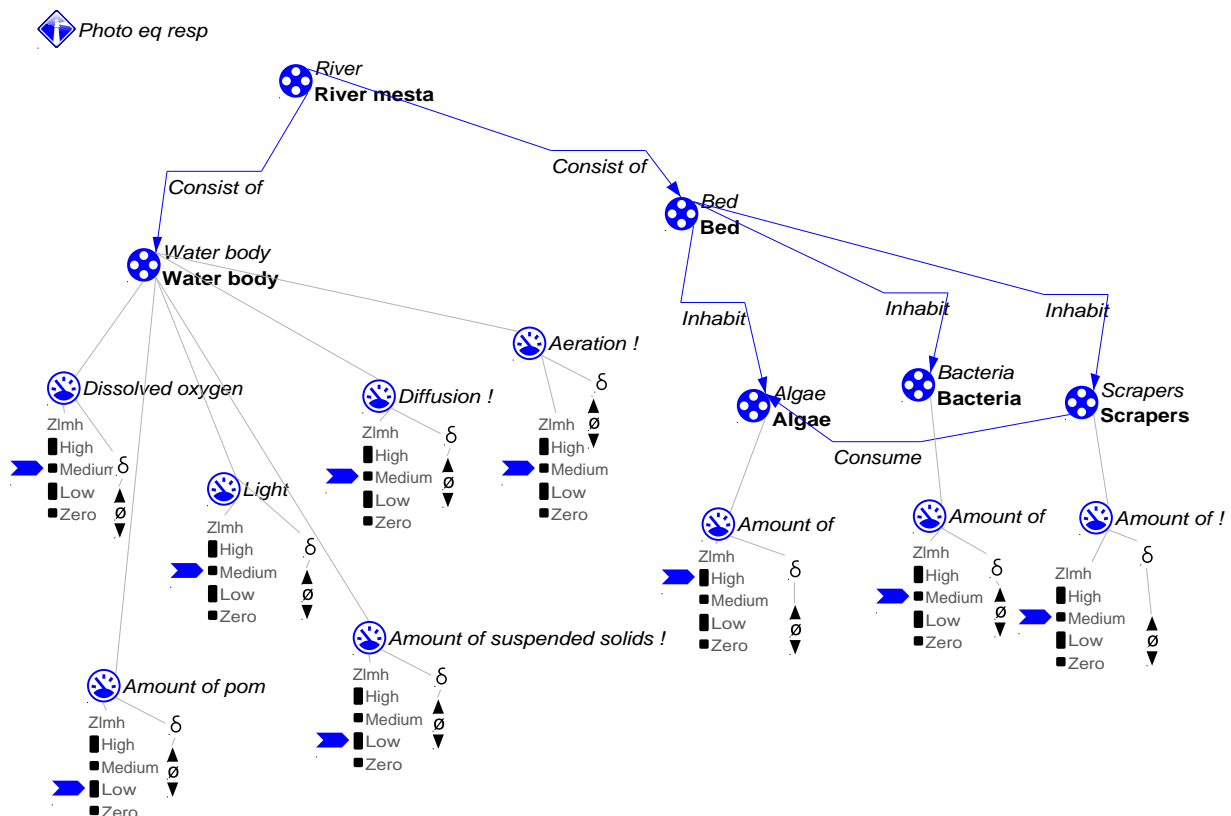 Photo eq resp
River
River mesta
Consist of
Consist of
Bed
Bed
Water body
Water body
Inhabit
Inhabit
Inhabit
Aeration !
δ
Zlmh
High
Medium
Low
Zero
ø
Dissolved oxygen
Zlmh
High
Medium
Low
Zero
δ
ø
Diffusion !
Zlmh
High
Medium
Low
Zero
δ
ø
Algae
Algae
Bacteria
Bacteria
Scrapers
Scrapers
Consume
Light
Zlmh
High
Medium
Low
Zero
δ
ø
Amount of
Zlmh
High
Medium
Low
Zero
δ
ø
Amount of
Zlmh
High
Medium
Low
Zero
δ
ø
Amount of !
Zlmh
High
Medium
Low
Zero
δ
ø
Amount of suspended solids !
Zlmh
High
Medium
Low
Zero
δ
ø
Amount of pom
Zlmh
High
Medium
Low
Zero
δ
ø